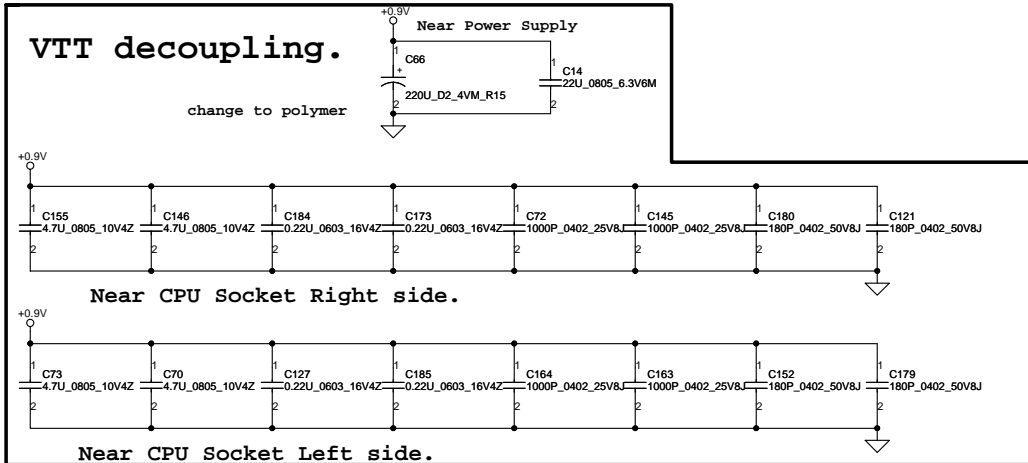 +0.9V
Near Power Supply
VTT decoupling.
1
C66
+
220U_D2_4VM_R15
2
1
C14
22U_0805_6.3V6M
2
change to polymer
+0.9V
1 1 1 1 1 1 1 1
C155 C146 C184 C173 C72 C145 C180 C121
4.7U_0805_10V4Z 4.7U_0805_10V4Z 0.22U_0603_16V4Z 0.22U_0603_16V4Z 1000P_0402_25V8J 1000P_0402_25V8J 180P_0402_50V8J 180P_0402_50V8J
2 2 2 2 2 2 2 2
Near CPU Socket Right side.
+0.9V
1 1 1 1 1 1 1 1
C73 C70 C127 C185 C164 C163 C152 C179
4.7U_0805_10V4Z 4.7U_0805_10V4Z 0.22U_0603_16V4Z 0.22U_0603_16V4Z 1000P_0402_25V8J 1000P_0402_25V8J 180P_0402_50V8J 180P_0402_50V8J
2 2 2 2 2 2 2 2
Near CPU Socket Left side.